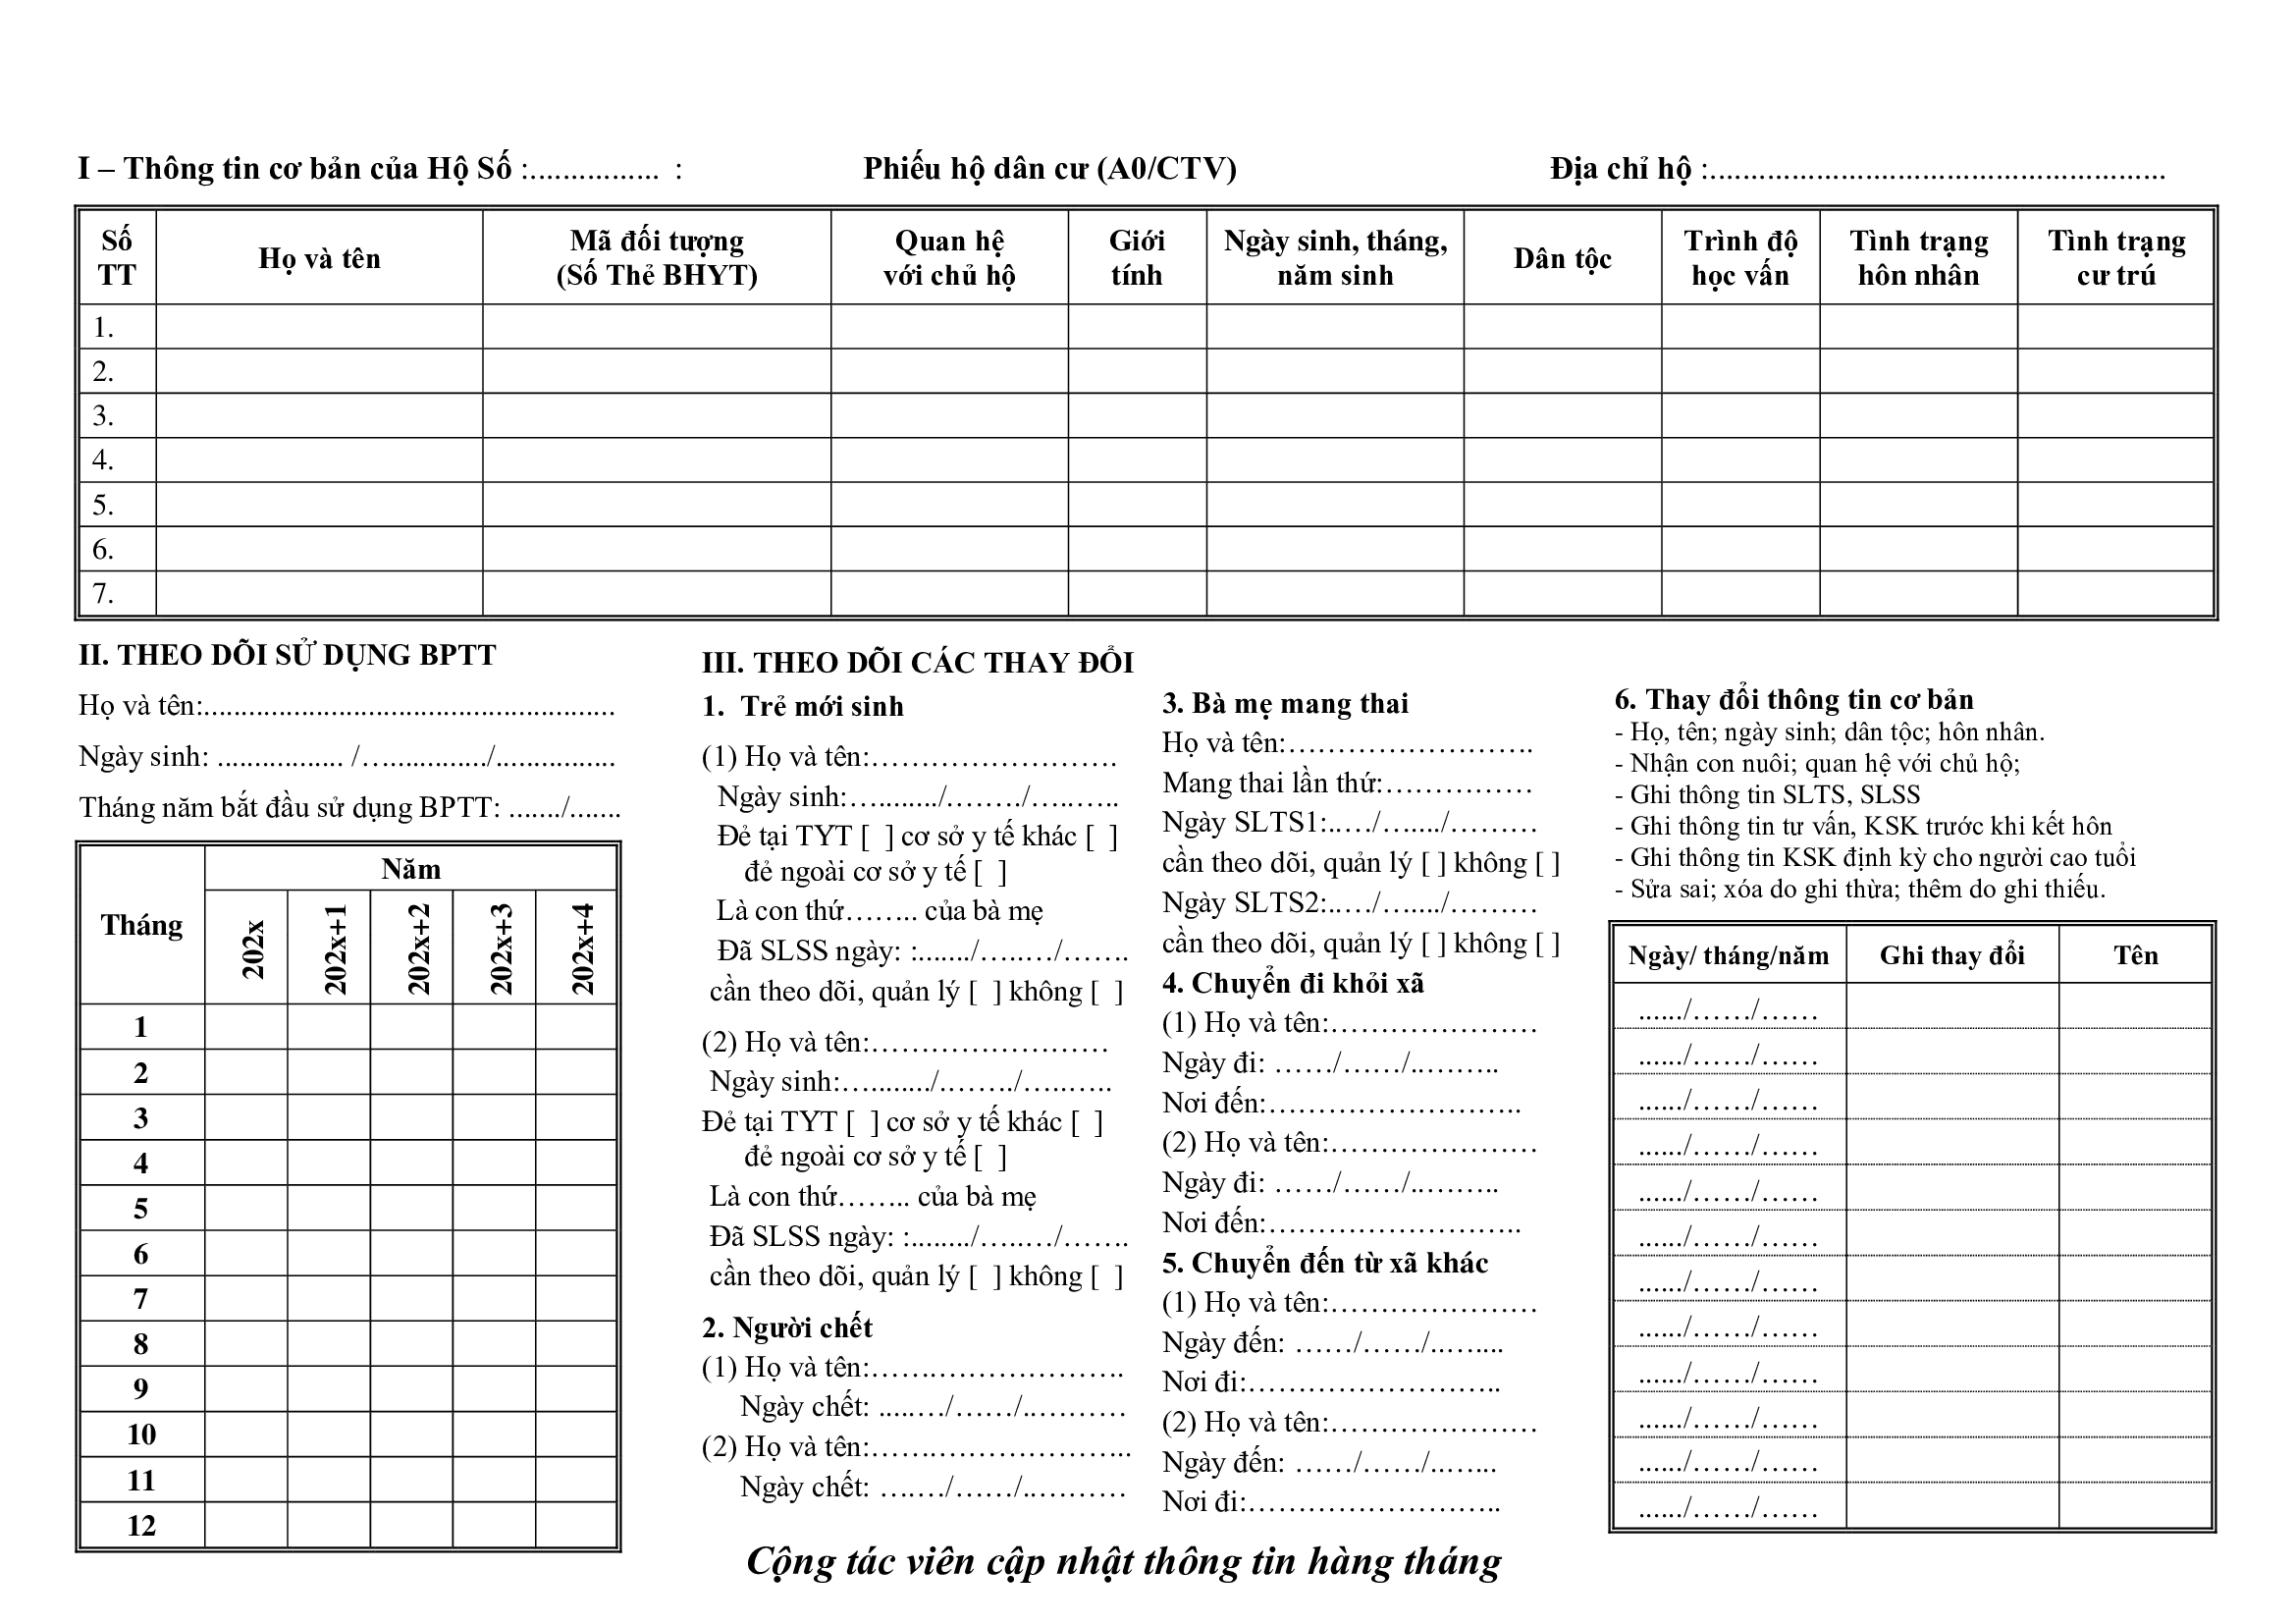 I – Thông tin cơ bản của Hộ Số :................ : Phiếu hộ dân cư (A0/CTV) Địa chỉ hộ :........................................................
Số TT Họ và tên Mã đối tượng (Số Thẻ BHYT) Quan hệ với chủ hộ Giới tính Ngày sinh, tháng, năm sinh Dân tộc Trình độ học vấn Tình trạng hôn nhân Tình trạng cư trú
1.
2.
3.
4.
5.
6.
7.
II. THEO DÕI SỬ DỤNG BPTT
Họ và tên:.......................................................
Ngày sinh: ................. /…............./................
Tháng năm bắt đầu sử dụng BPTT: ......./.......
Năm
Tháng 202x 202x+1 202x+2 202x+3 202x+4
1
2
3
4
5
6
7
8
9
10
11
12
III. THEO DÕI CÁC THAY ĐỔI
1. Trẻ mới sinh
(1) Họ và tên:…………………….
Ngày sinh:…........./……../…..…..
Đẻ tại TYT [ ] cơ sở y tế khác [ ]
đẻ ngoài cơ sở y tế [ ]
Là con thứ…….. của bà mẹ
Đã SLSS ngày: :......./…..…/…….
cần theo dõi, quản lý [ ] không [ ]
(2) Họ và tên:……………………
Ngày sinh:…........./……./…..…..
Đẻ tại TYT [ ] cơ sở y tế khác [ ]
đẻ ngoài cơ sở y tế [ ]
Là con thứ…….. của bà mẹ
Đã SLSS ngày: :......../…..…/…….
cần theo dõi, quản lý [ ] không [ ]
2. Người chết
(1) Họ và tên:……………………..
Ngày chết: .....…/……/..………
(2) Họ và tên:……………………...
Ngày chết: ….…/……/..………
3. Bà mẹ mang thai
Họ và tên:…………………….
Mang thai lần thứ:……………
Ngày SLTS1:..…/…..../………
cần theo dõi, quản lý [ ] không [ ]
Ngày SLTS2:..…/…..../………
cần theo dõi, quản lý [ ] không [ ]
4. Chuyển đi khỏi xã
(1) Họ và tên:…………………
Ngày đi: ……/……/..……..
Nơi đến:……………………..
(2) Họ và tên:…………………
Ngày đi: ……/……/..……..
Nơi đến:……………………..
5. Chuyển đến từ xã khác
(1) Họ và tên:…………………
Ngày đến: ……/……/..…....
Nơi đi:……………………..
(2) Họ và tên:…………………
Ngày đến: ……/……/..…...
Nơi đi:……………………..
6. Thay đổi thông tin cơ bản
- Họ, tên; ngày sinh; dân tộc; hôn nhân.
- Nhận con nuôi; quan hệ với chủ hộ;
- Ghi thông tin SLTS, SLSS
- Ghi thông tin tư vấn, KSK trước khi kết hôn
- Ghi thông tin KSK định kỳ cho người cao tuổi
- Sửa sai; xóa do ghi thừa; thêm do ghi thiếu.
Ngày/ tháng/năm Ghi thay đổi Tên
....../……/……
....../……/……
....../……/……
....../……/……
....../……/……
....../……/……
....../……/……
....../……/……
....../……/……
....../……/……
....../……/……
....../……/……
Cộng tác viên cập nhật thông tin hàng tháng